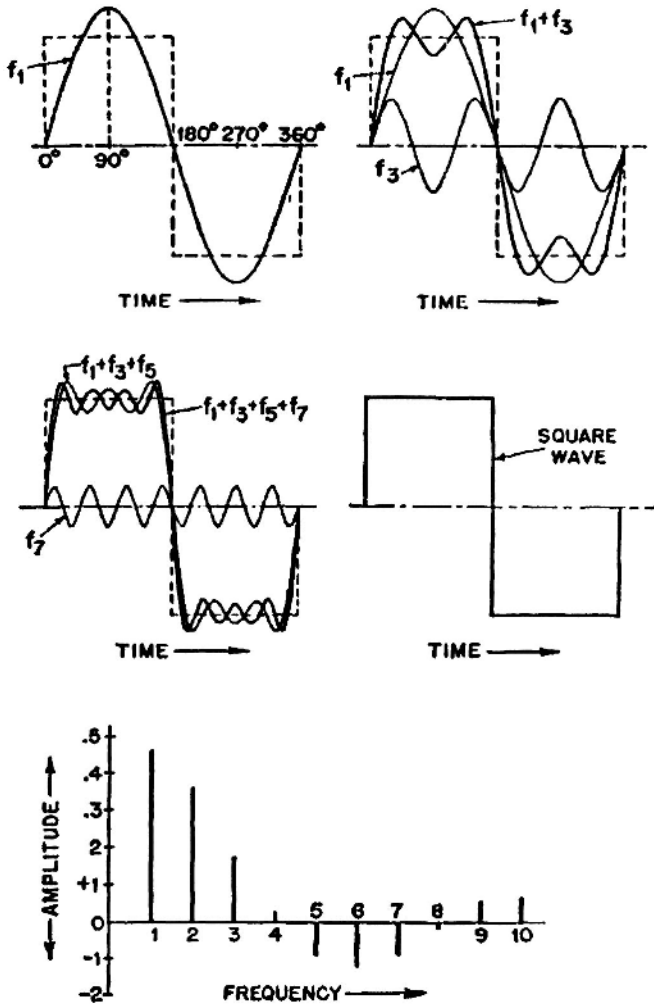 f1
0° 90° 180° 270° 360°
TIME
f1+f3
f1
f3
TIME
f1+f3+f5
f1+f3+f5+f7
f7
TIME
SQUARE
WAVE
TIME
AMPLITUDE
.5
.4
.3
2
+1
0
-1
-2
1 2 3 4 5 6 7 8 9 10
FREQUENCY